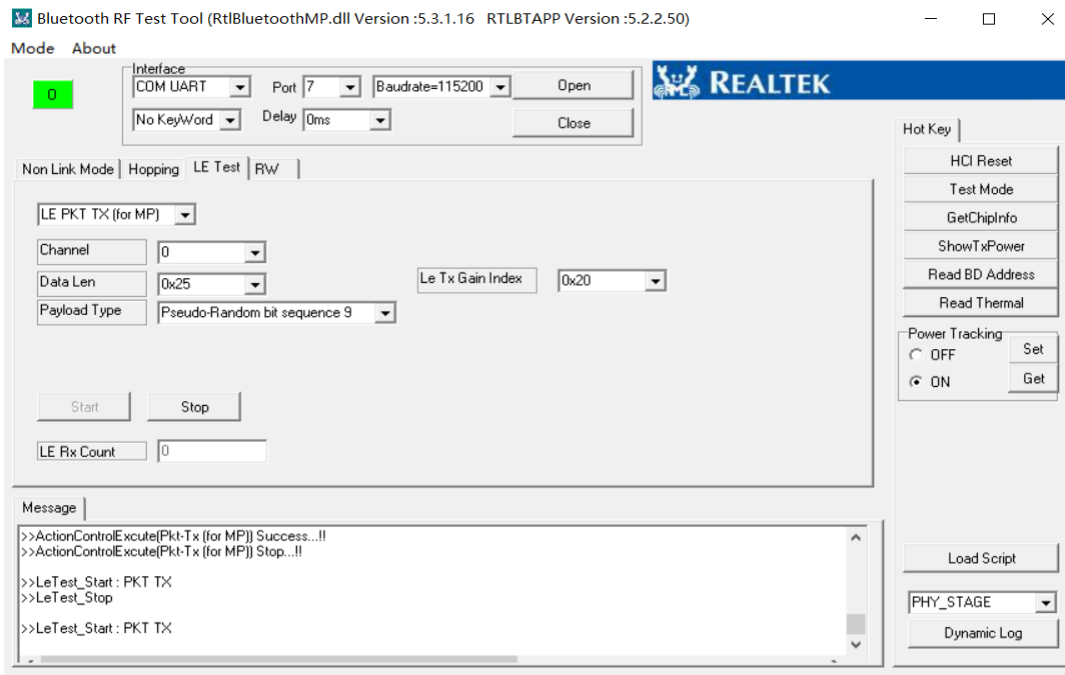 Bluetooth RF Test Tool (RtlBluetoothMP.dll Version :5.3.1.16 RTLBTAPP Version :5.2.2.50)
Mode About
0
Interface
COM UART Port 7 Baudrate=115200 Open
No KeyWord Delay 0ms Close
REALTEK
Non Link Mode Hopping LE Test RW
LE PKT TX (for MP)
Channel 0
Data Len 0x25 Le Tx Gain Index 0x20
Payload Type Pseudo-Random bit sequence 9
Start Stop
LE Rx Count 0
Hot Key
HCI Reset
Test Mode
GetChipInfo
ShowTxPower
Read BD Address
Read Thermal
Power Tracking
OFF Set
ON Get
Message
>>ActionControlExcute(Pkt-Tx (for MP)) Success...!!
>>ActionControlExcute(Pkt-Tx (for MP)) Stop...!!
>>LeTest_Start : PKT TX
>>LeTest_Stop
>>LeTest_Start : PKT TX
Load Script
PHY_STAGE
Dynamic Log